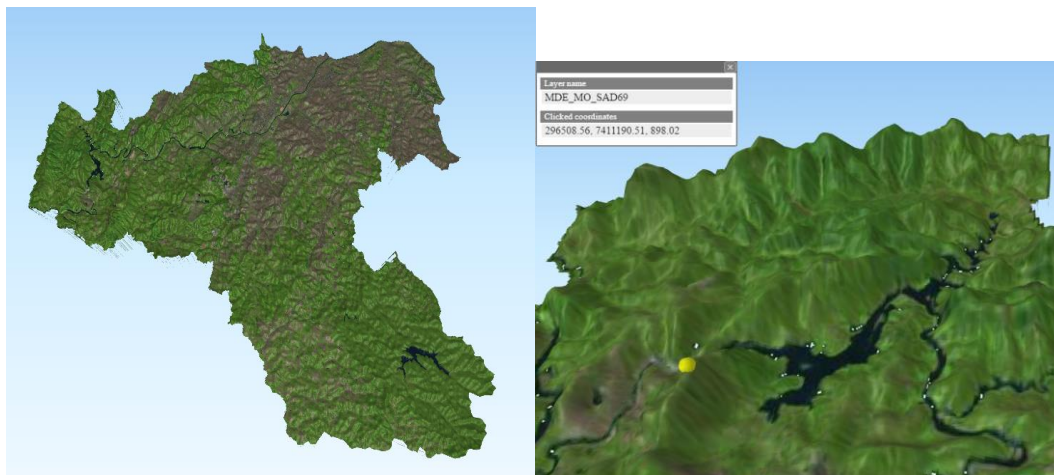 Layer name
MDE_MO_SAD69
Clicked coordinates
296508.56, 7411190.51, 898.02